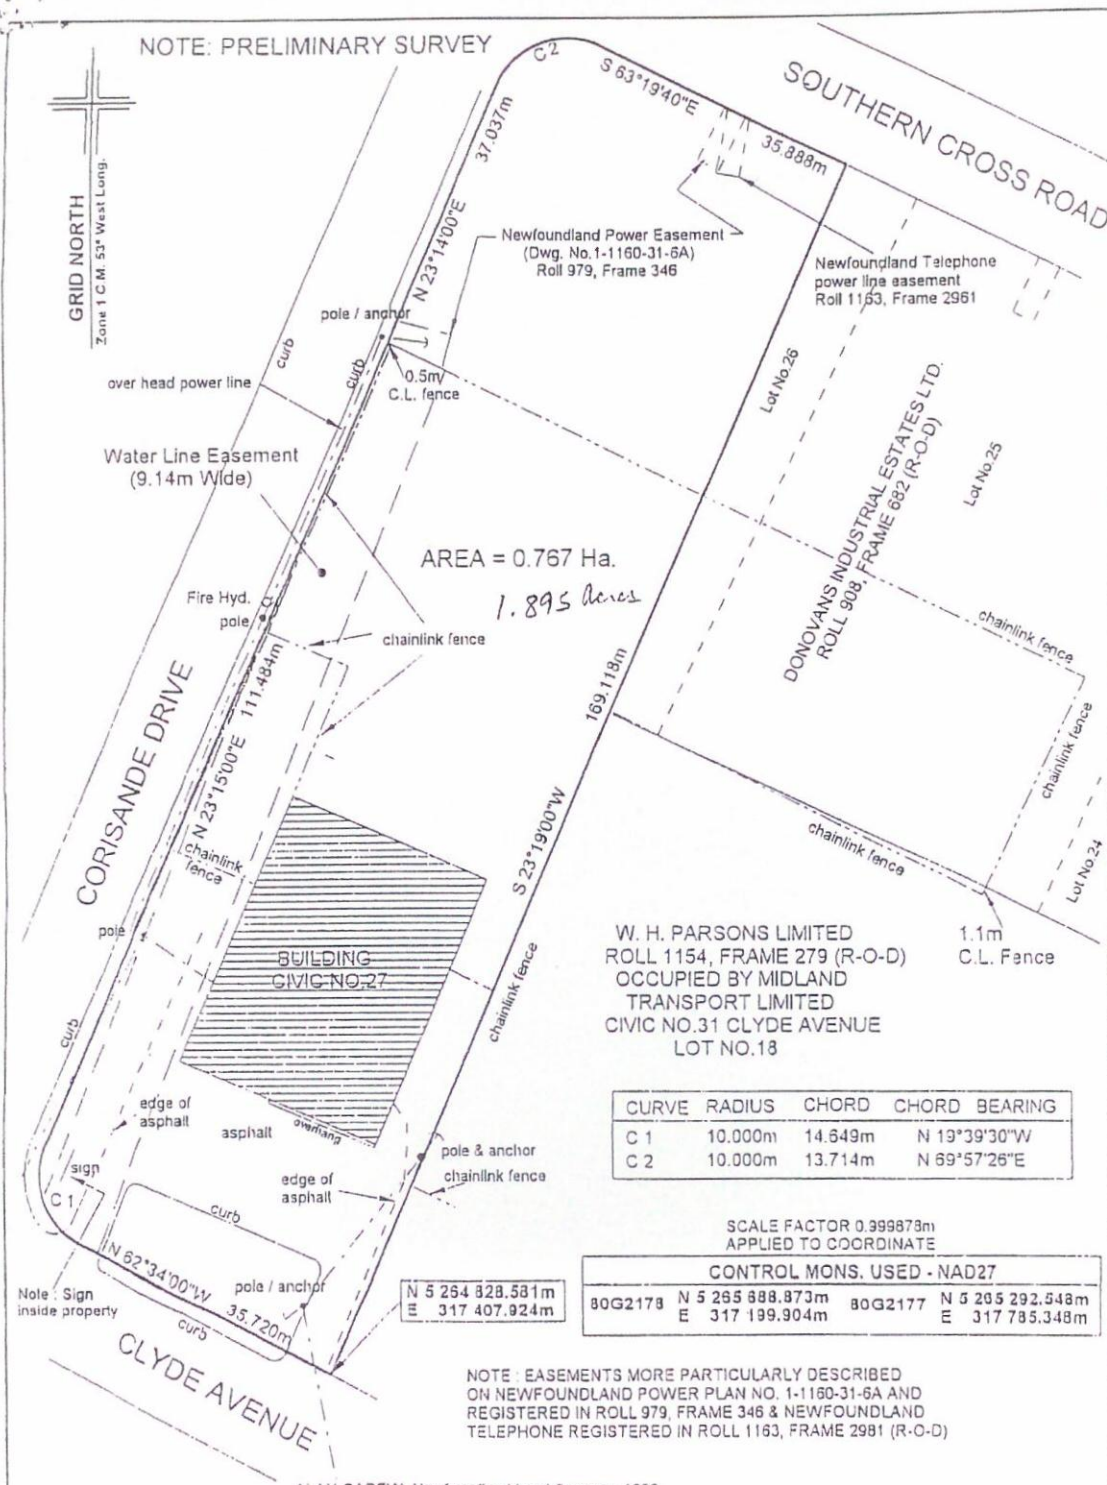 NOTE: PRELIMINARY SURVEY
GRID NORTH
Zone 1 C.M. 53° West Long.
C 2
S 63°19'40"E
35.888m
SOUTHERN CROSS ROAD
37.037m
N 23°14'00"E
Newfoundland Power Easement
(Dwg. No.1-1160-31-6A)
Roll 979, Frame 346
Newfoundland Telephone
power line easement
Roll 1163, Frame 2961
pole / anchor
curb
curb
over head power line
0.5m
C.L. fence
Lot No.26
Lot No.25
DONOVANS INDUSTRIAL ESTATES LTD.
ROLL 908, FRAME 682 (R-O-D)
Water Line Easement
(9.14m Wide)
AREA = 0.767 Ha.
1.895 Acres
Fire Hyd.
pole
chainlink fence
chainlink fence
CORISANDE DRIVE
N 23°15'00"E 111.484m
169.118m
S 23°19'00"W
chainlink fence
chainlink fence
Lot No.24
chainlink
fence
pole
BUILDING
CIVIC NO.27
chainlink fence
W. H. PARSONS LIMITED
ROLL 1154, FRAME 279 (R-O-D)
OCCUPIED BY MIDLAND
TRANSPORT LIMITED
CIVIC NO.31 CLYDE AVENUE
LOT NO.18
1.1m
C.L. Fence
curb
edge of
asphalt
asphalt
overhang
pole & anchor
chainlink fence
edge of
asphalt
CURVE RADIUS CHORD CHORD BEARING
C 1 10.000m 14.649m N 19°39'30"W
C 2 10.000m 13.714m N 69°57'26"E
sign
C 1
curb
N 62°34'00"W
35.720m
pole / anchor
curb
Note : Sign
inside property
CLYDE AVENUE
N 5 264 828.581m
E 317 407.924m
SCALE FACTOR 0.999878m
APPLIED TO COORDINATE
CONTROL MONS. USED - NAD27
80G2178 N 5 265 888.873m 80G2177 N 5 265 292.548m
E 317 199.904m E 317 785.348m
NOTE : EASEMENTS MORE PARTICULARLY DESCRIBED
ON NEWFOUNDLAND POWER PLAN NO. 1-1160-31-6A AND
REGISTERED IN ROLL 979, FRAME 346 & NEWFOUNDLAND
TELEPHONE REGISTERED IN ROLL 1163, FRAME 2981 (R-O-D)